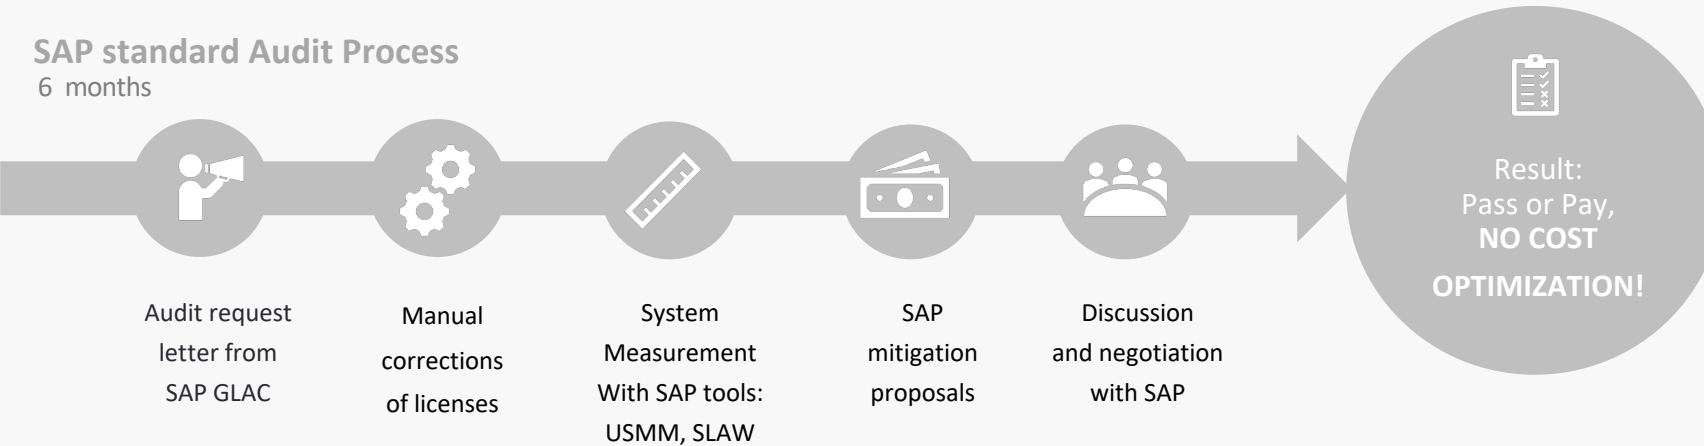 SAP standard Audit Process
6 months
Audit request
letter from
SAP GLAC
Manual
corrections
of licenses
System
Measurement
With SAP tools:
USMM, SLAW
SAP
mitigation
proposals
Discussion
and negotiation
with SAP
Result:
Pass or Pay,
NO COST
OPTIMIZATION!